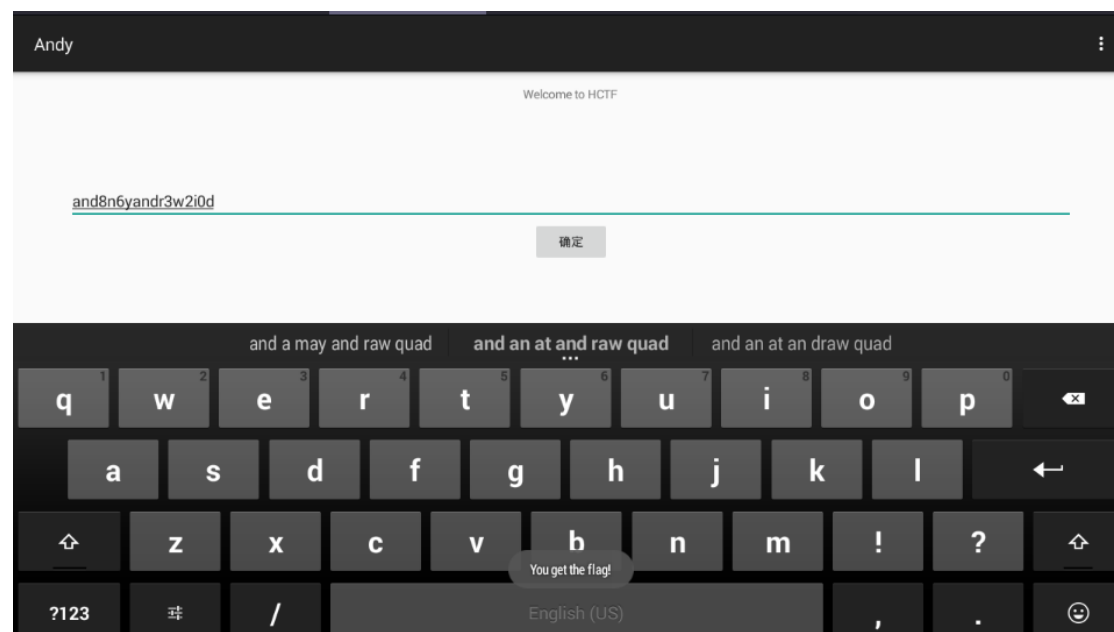 Andy
Welcome to HCTF
and8n6yandr3w2i0d
确定
and a may and raw quad and an at and raw quad and an at an draw quad
1 2 3 4 5 6 7 8 9 0
q w e r t y u i o p
a s d f g h j k l
z x c v b n m ! ?
You get the flag!
?123 / English (US) , .